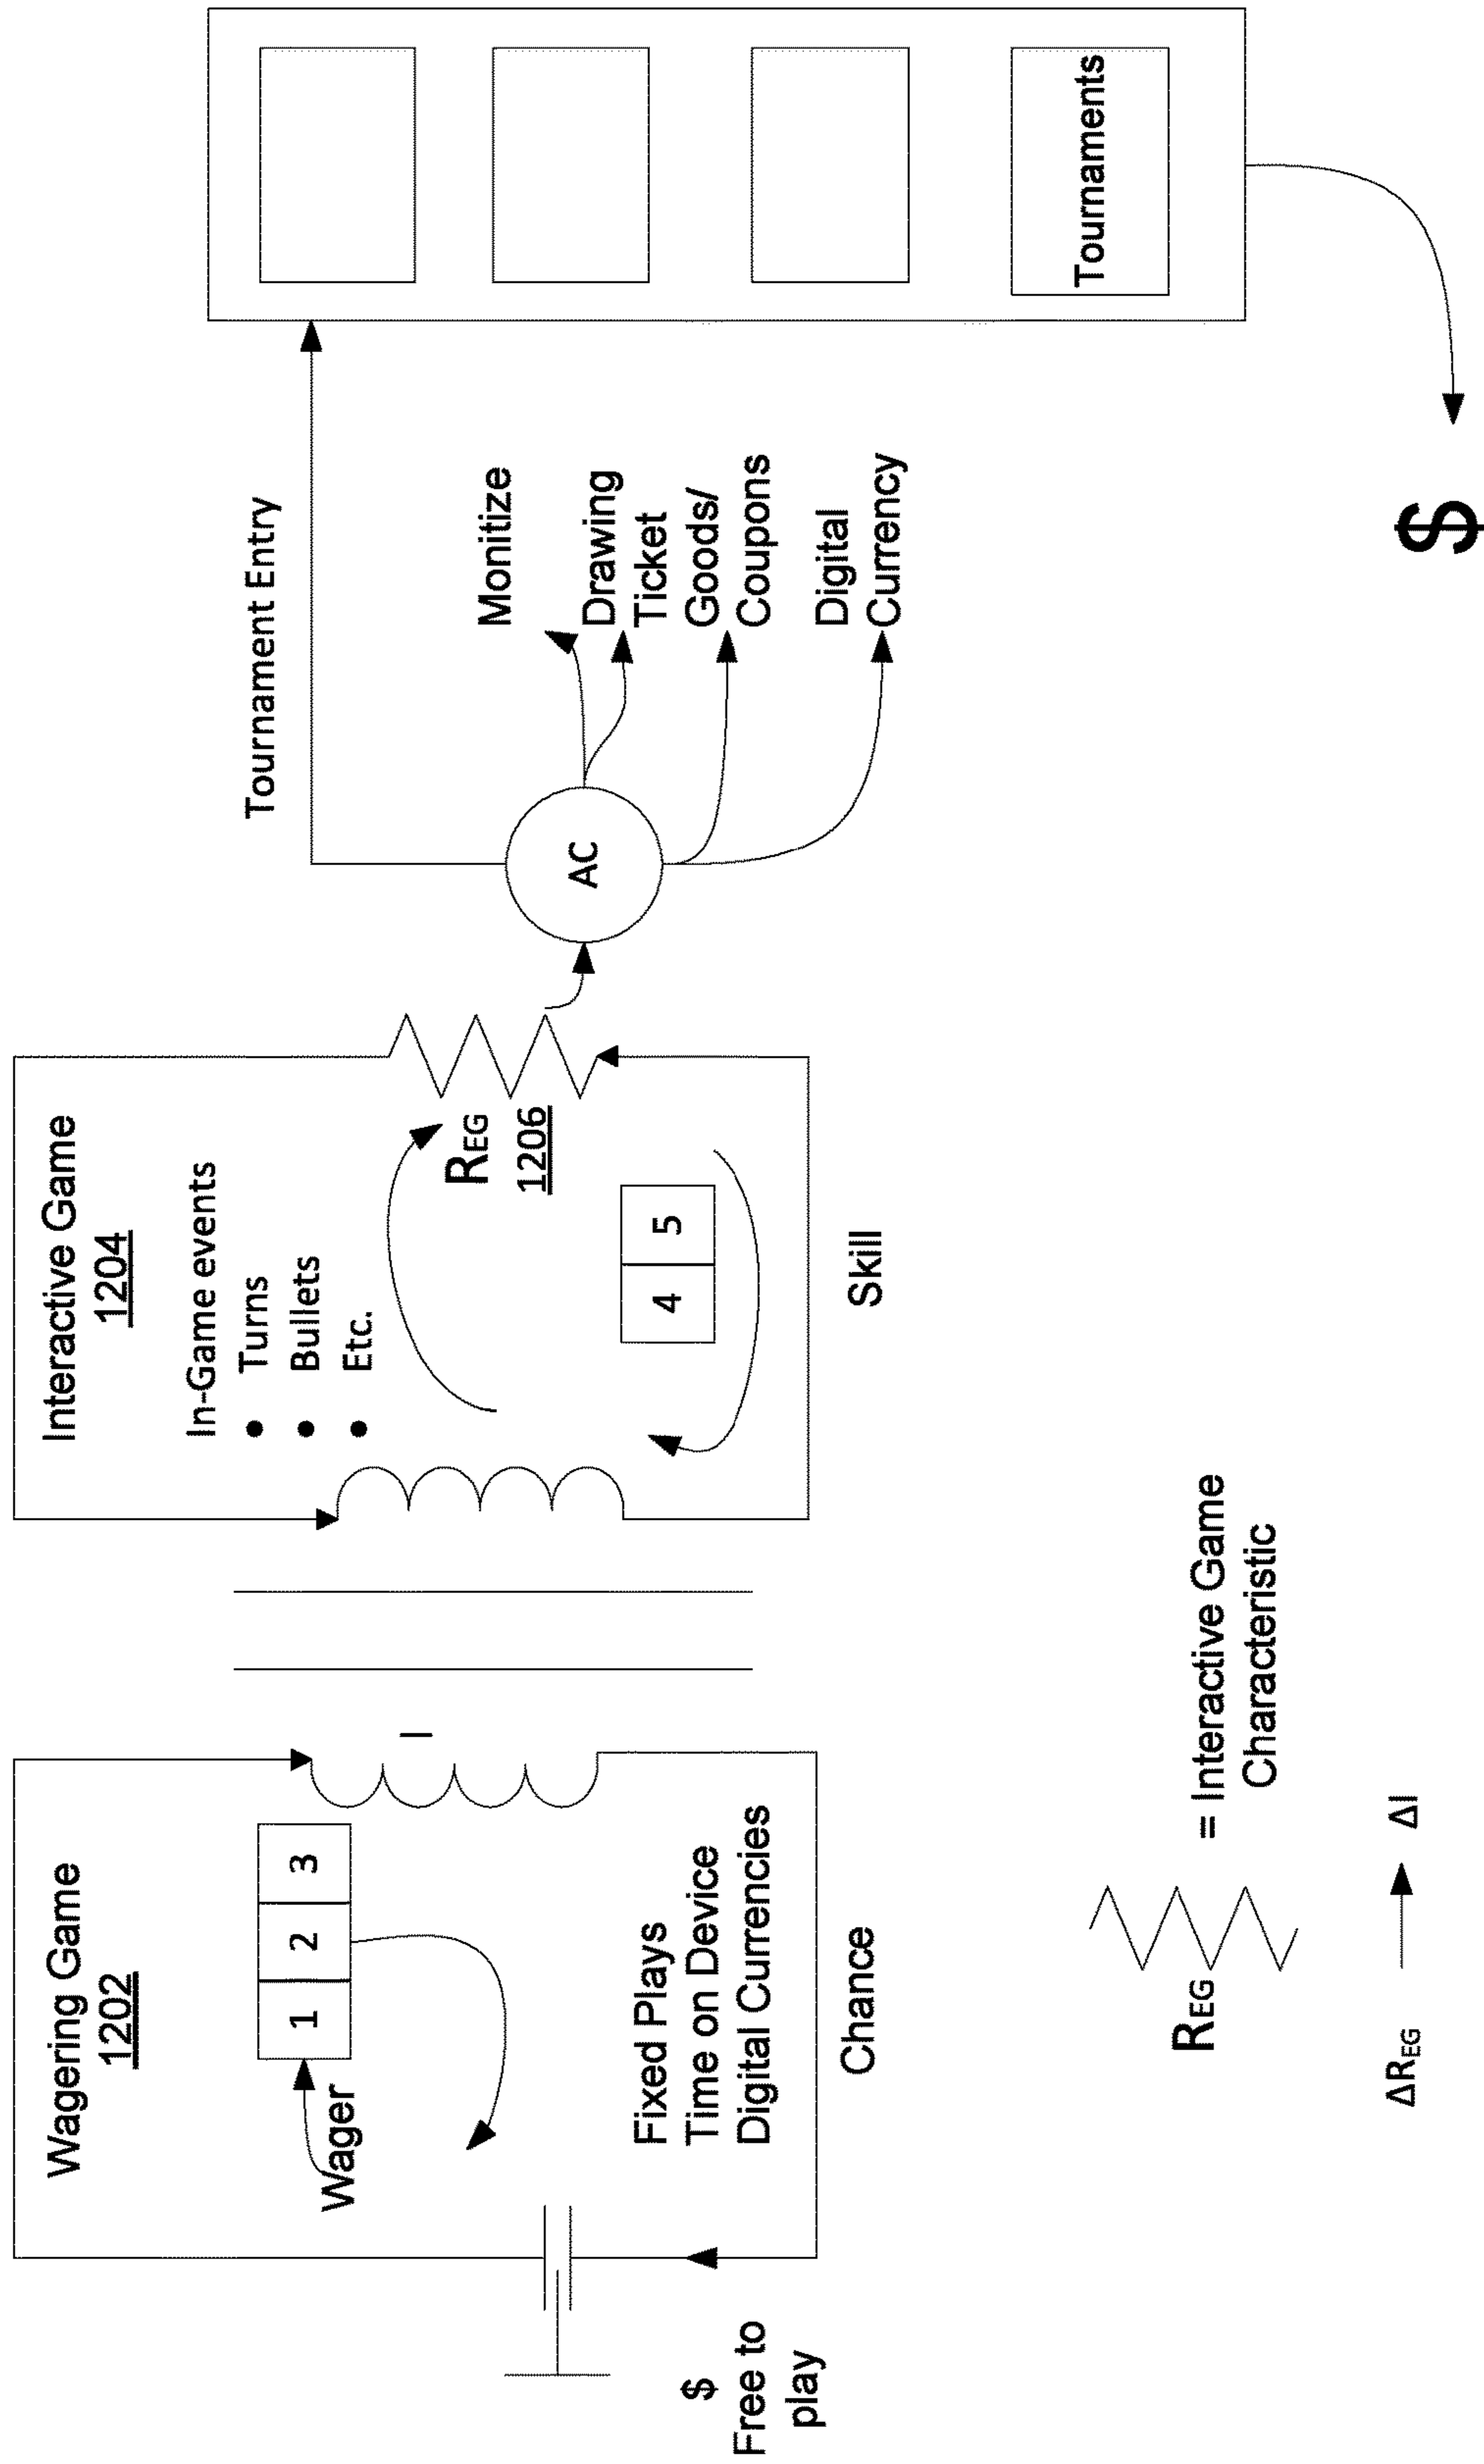 Wagering Game
1202
Wager
1 2 3
I
Fixed Plays
Time on Device
Digital Currencies
$
Free to
play
Chance
Interactive Game
1204
In-Game events
• Turns
• Bullets
• Etc.
REG
1206
4 5
Skill
AC
Tournament Entry
Monitize
Drawing
Ticket
Goods/
Coupons
Digital
Currency
Tournaments
$
REG
= Interactive Game
Characteristic
ΔREG
ΔI